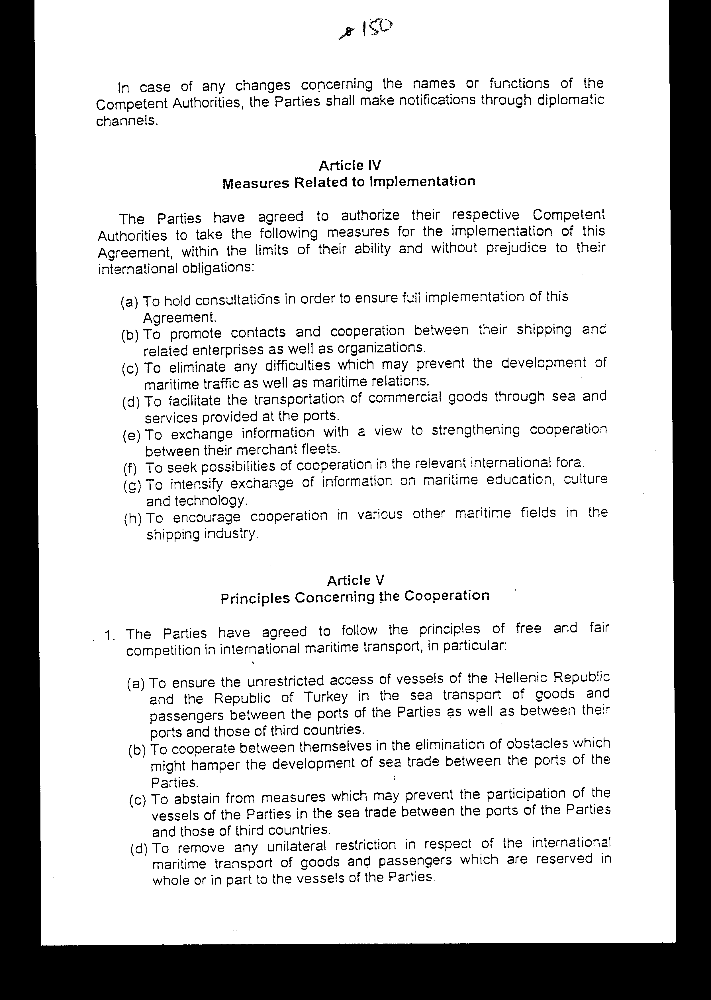 8 150
In case of any changes concerning the names or functions of the
Competent Authorities, the Parties shall make notifications through diplomatic
channels.
Article IV
Measures Related to Implementation
The Parties have agreed to authorize their respective Competent
Authorities to take the following measures for the implementation of this
Agreement, within the limits of their ability and without prejudice to their
international obligations:
(a) To hold consultations in order to ensure full implementation of this
Agreement.
(b) To promote contacts and cooperation between their shipping and
related enterprises as well as organizations.
(c) To eliminate any difficulties which may prevent the development of
maritime traffic as well as maritime relations.
(d) To facilitate the transportation of commercial goods through sea and
services provided at the ports.
(e) To exchange information with a view to strengthening cooperation
between their merchant fleets.
(f) To seek possibilities of cooperation in the relevant international fora.
(g) To intensify exchange of information on maritime education, culture
and technology.
(h) To encourage cooperation in various other maritime fields in the
shipping industry.
Article V
Principles Concerning the Cooperation
1. The Parties have agreed to follow the principles of free and fair
competition in international maritime transport, in particular:
(a) To ensure the unrestricted access of vessels of the Hellenic Republic
and the Republic of Turkey in the sea transport of goods and
passengers between the ports of the Parties as well as between their
ports and those of third countries.
(b) To cooperate between themselves in the elimination of obstacles which
might hamper the development of sea trade between the ports of the
Parties.
(c) To abstain from measures which may prevent the participation of the
vessels of the Parties in the sea trade between the ports of the Parties
and those of third countries.
(d) To remove any unilateral restriction in respect of the international
maritime transport of goods and passengers which are reserved in
whole or in part to the vessels of the Parties.